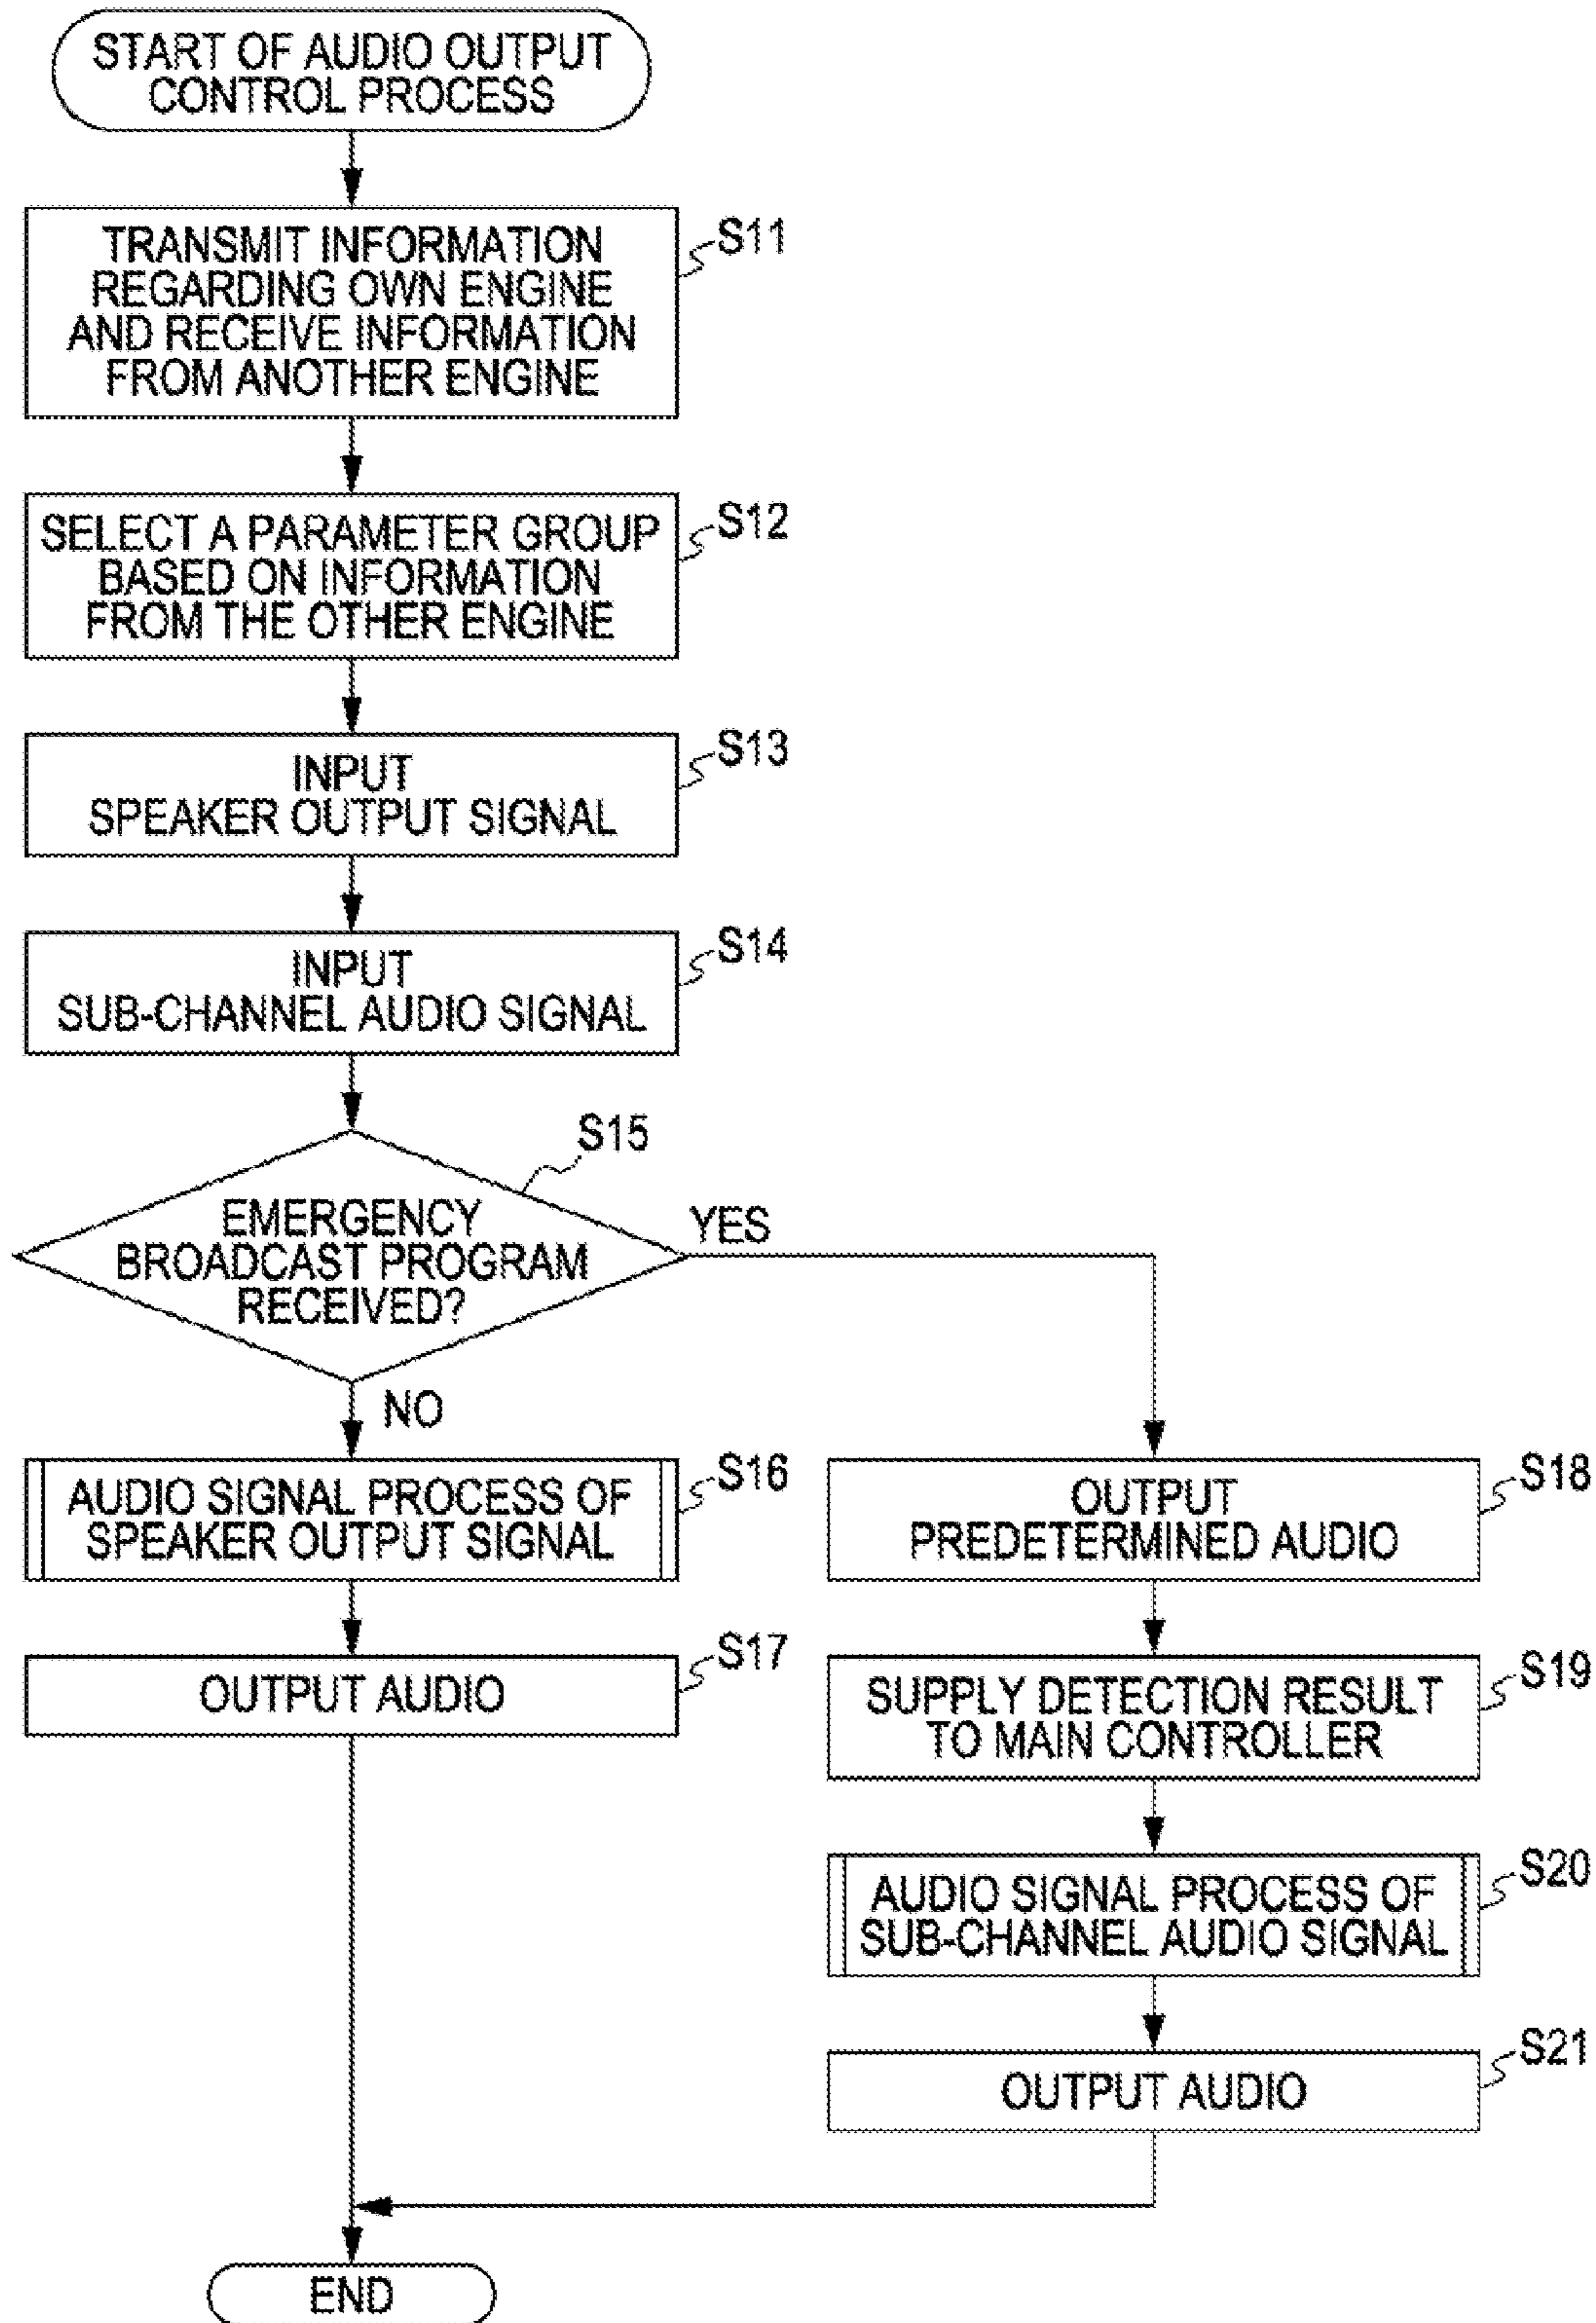 START OF AUDIO OUTPUT
CONTROL PROCESS
TRANSMIT INFORMATION
REGARDING OWN ENGINE
AND RECEIVE INFORMATION
FROM ANOTHER ENGINE
S11
SELECT A PARAMETER GROUP
BASED ON INFORMATION
FROM THE OTHER ENGINE
S12
INPUT
SPEAKER OUTPUT SIGNAL
S13
INPUT
SUB-CHANNEL AUDIO SIGNAL
S14
EMERGENCY
BROADCAST PROGRAM
RECEIVED?
S15
YES
NO
AUDIO SIGNAL PROCESS OF
SPEAKER OUTPUT SIGNAL
S16
OUTPUT AUDIO
S17
OUTPUT
PREDETERMINED AUDIO
S18
SUPPLY DETECTION RESULT
TO MAIN CONTROLLER
S19
AUDIO SIGNAL PROCESS OF
SUB-CHANNEL AUDIO SIGNAL
S20
OUTPUT AUDIO
S21
END